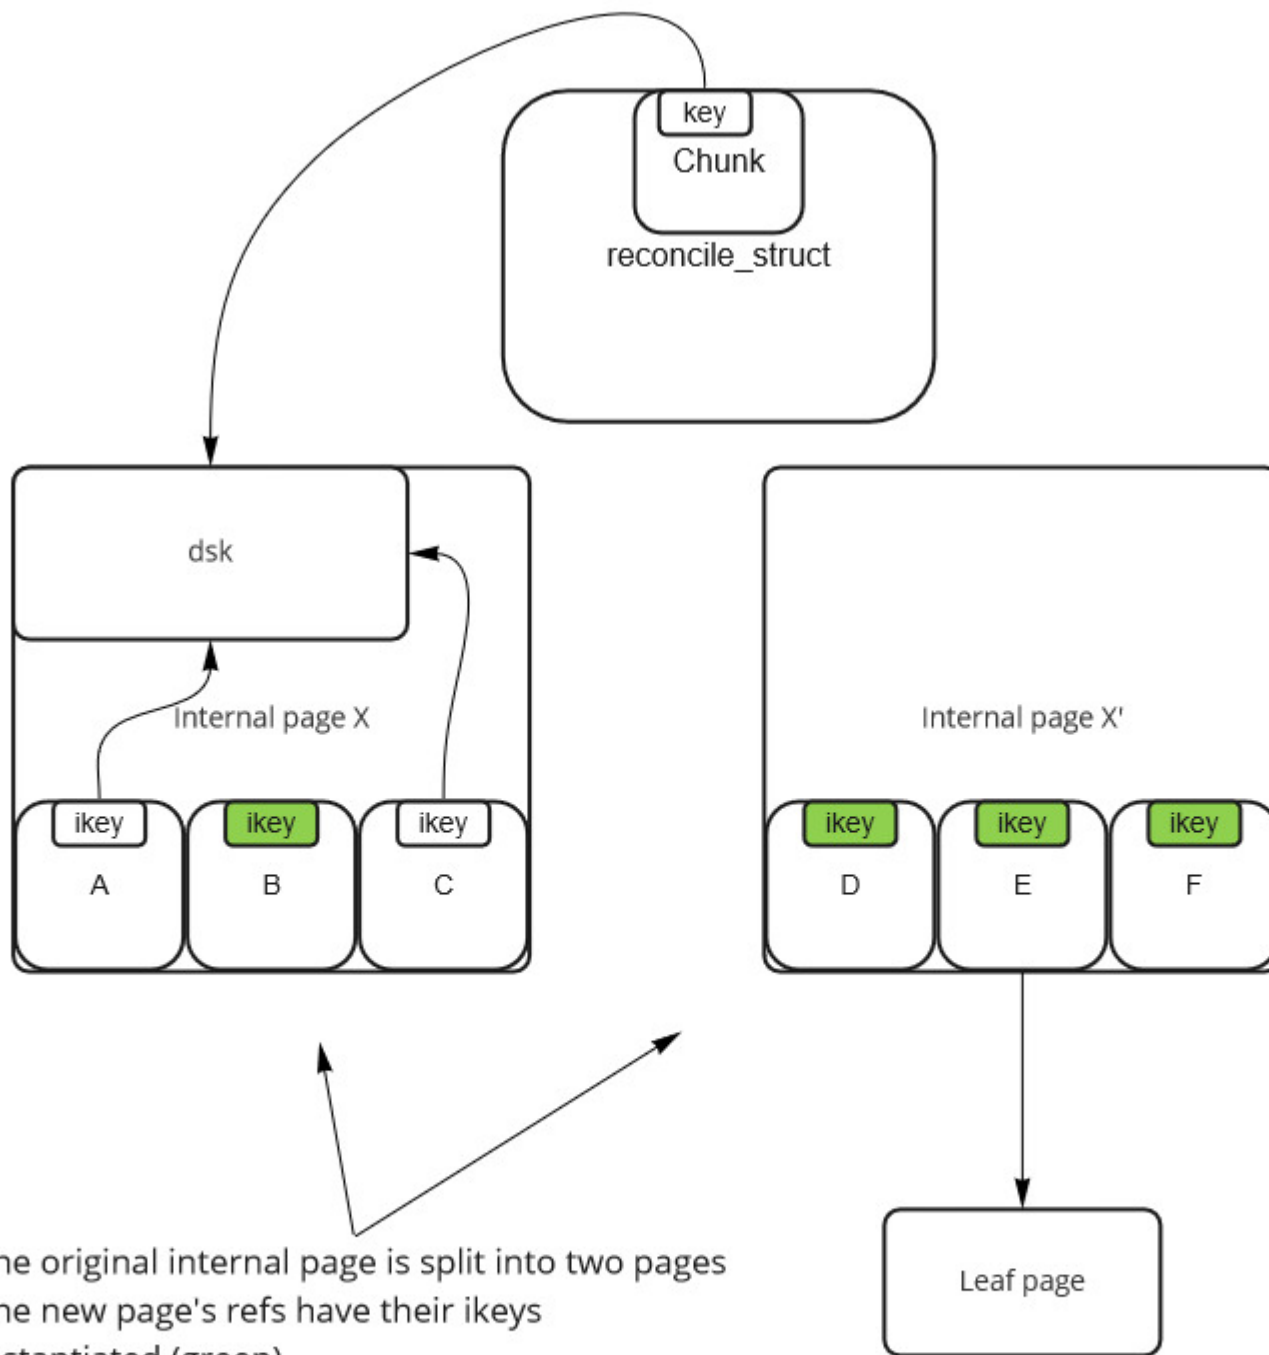 key
Chunk
reconcile_struct
dsk
Internal page X
Internal page X'
ikey
ikey
ikey
ikey
ikey
ikey
A
B
C
D
E
F
original internal page is split into two pages
new page's refs have their ikeys
(green)
Leaf page